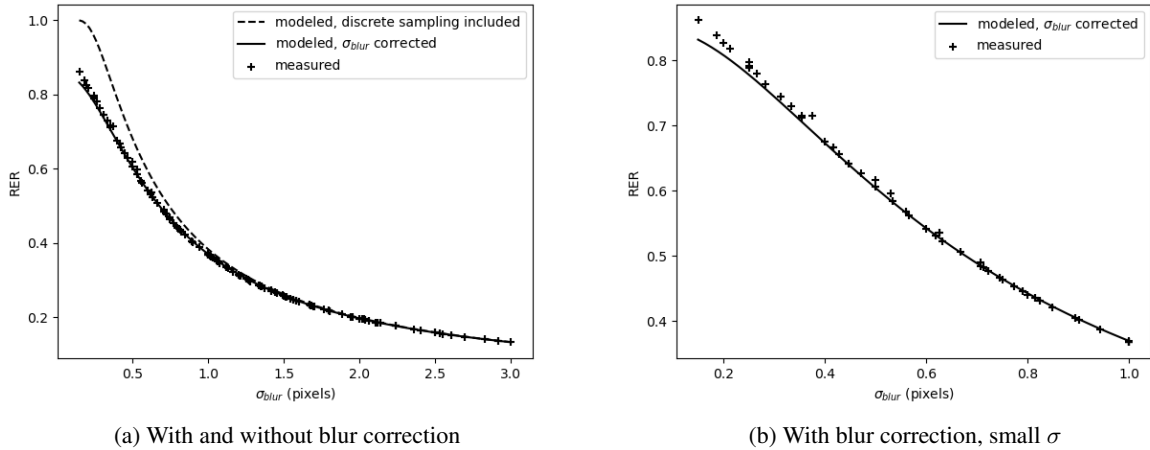 1.0
0.8
0.6
0.4
0.2
RER
0.5 1.0 1.5 2.0 2.5 3.0
σblur (pixels)
modeled, discrete sampling included
modeled, σblur corrected
measured
(a) With and without blur correction
0.8
0.7
0.6
0.5
0.4
RER
0.2 0.4 0.6 0.8 1.0
σblur (pixels)
modeled, σblur corrected
measured
(b) With blur correction, small σ